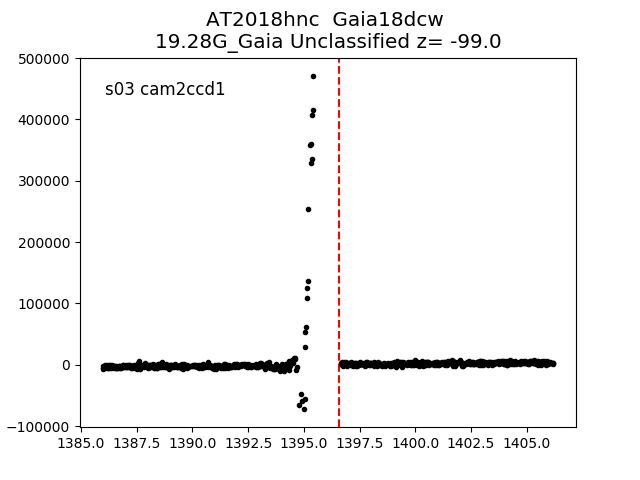 AT2018hnc  Gaia18dcw
19.28G_Gaia Unclassified z= -99.0
s03 cam2ccd1
500000
400000
300000
200000
100000
0
−100000
1385.0 1387.5 1390.0 1392.5 1395.0 1397.5 1400.0 1402.5 1405.0